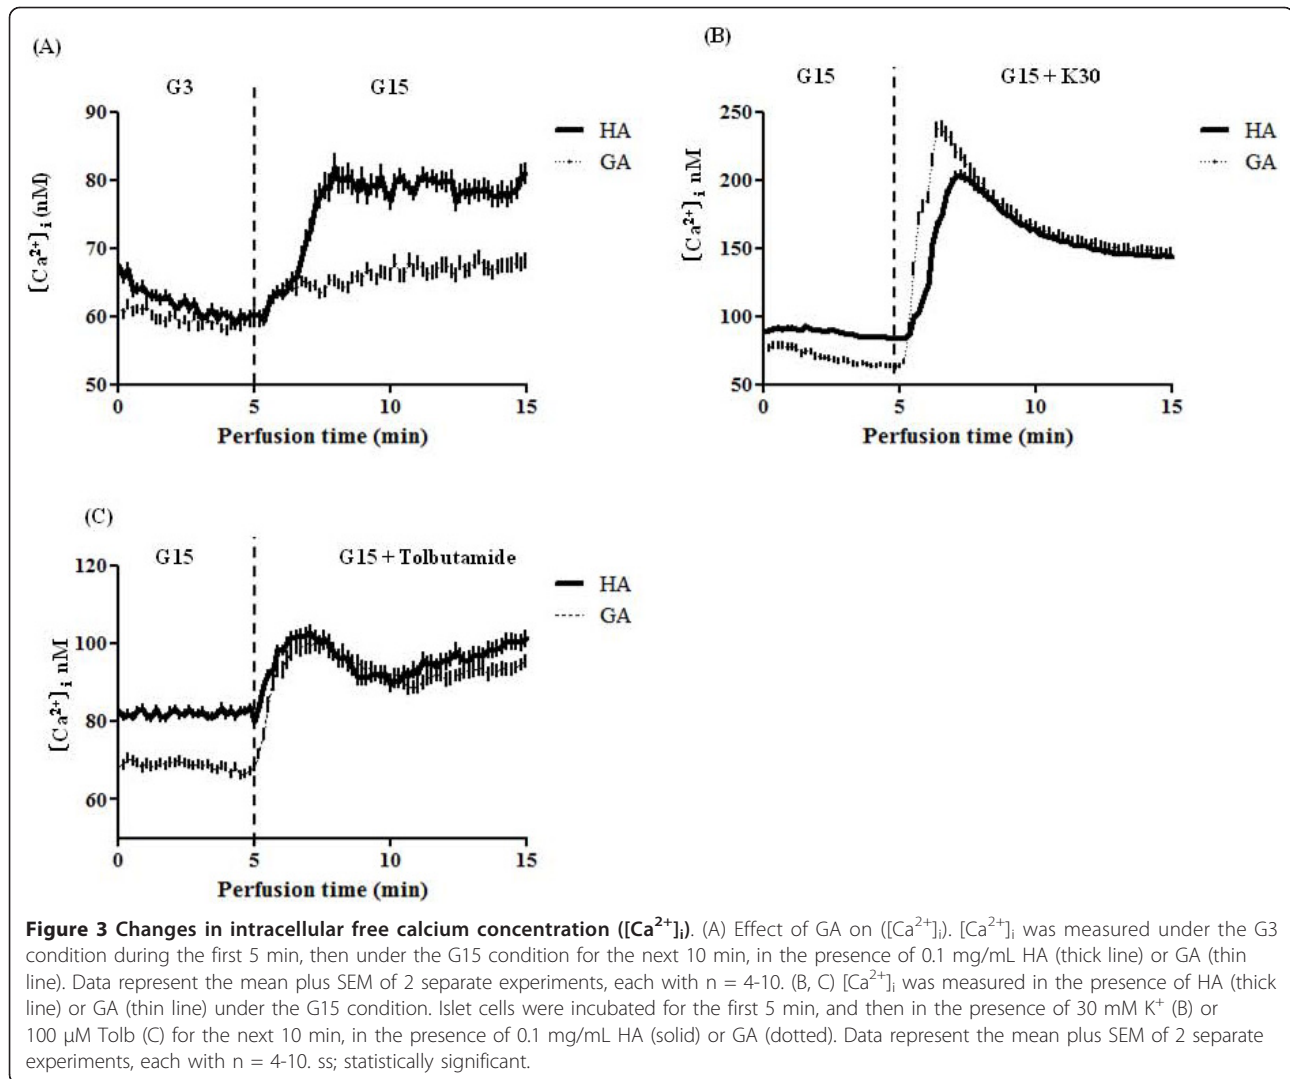 (A)
G3 G15
90
80
70
60
50
[Ca²⁺]i (nM)
0 5 10 15
Perfusion time (min)
HA
GA
(B)
G15 G15 + K30
250
200
150
100
50
[Ca²⁺]i nM
0 5 10 15
Perfusion time (min)
HA
GA
(C)
G15 G15 + Tolbutamide
120
100
80
60
[Ca²⁺]i nM
0 5 10 15
Perfusion time (min)
HA
GA
Figure 3 Changes in intracellular free calcium concentration ([Ca²⁺]i). (A) Effect of GA on ([Ca²⁺]i). [Ca²⁺]i was measured under the G3
condition during the first 5 min, then under the G15 condition for the next 10 min, in the presence of 0.1 mg/mL HA (thick line) or GA (thin
line). Data represent the mean plus SEM of 2 separate experiments, each with n = 4-10. (B, C) [Ca²⁺]i was measured in the presence of HA (thick
line) or GA (thin line) under the G15 condition. Islet cells were incubated for the first 5 min, and then in the presence of 30 mM K⁺ (B) or
100 μM Tolb (C) for the next 10 min, in the presence of 0.1 mg/mL HA (solid) or GA (dotted). Data represent the mean plus SEM of 2 separate
experiments, each with n = 4-10. ss; statistically significant.